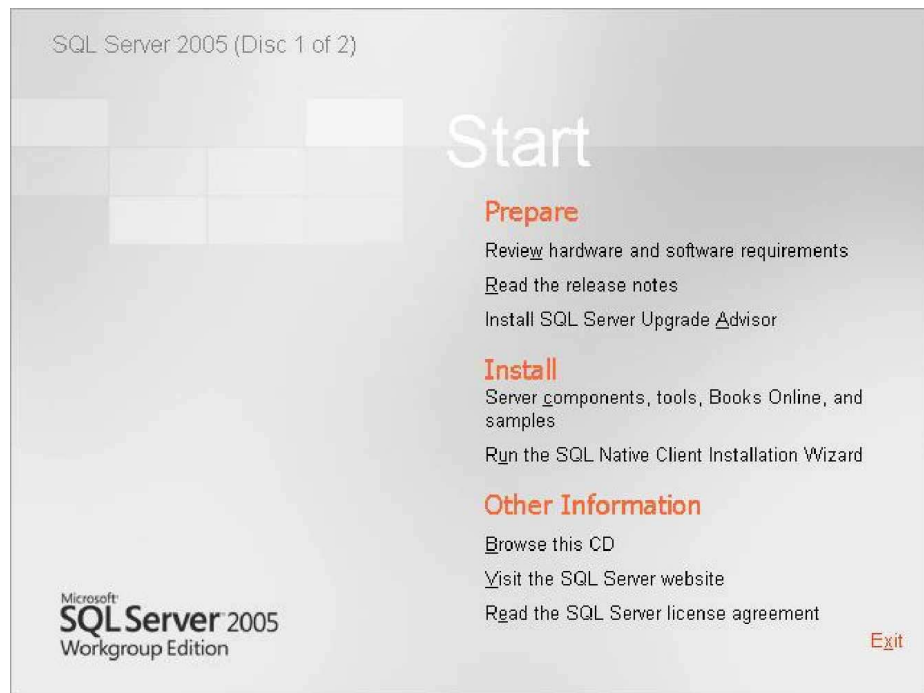 SQL Server 2005 (Disc 1 of 2)
Start
Prepare
Review hardware and software requirements
Read the release notes
Install SQL Server Upgrade Advisor
Install
Server components, tools, Books Online, and
samples
Run the SQL Native Client Installation Wizard
Other Information
Browse this CD
Visit the SQL Server website
Read the SQL Server license agreement
Exit
Microsoft
SQL Server 2005
Workgroup Edition